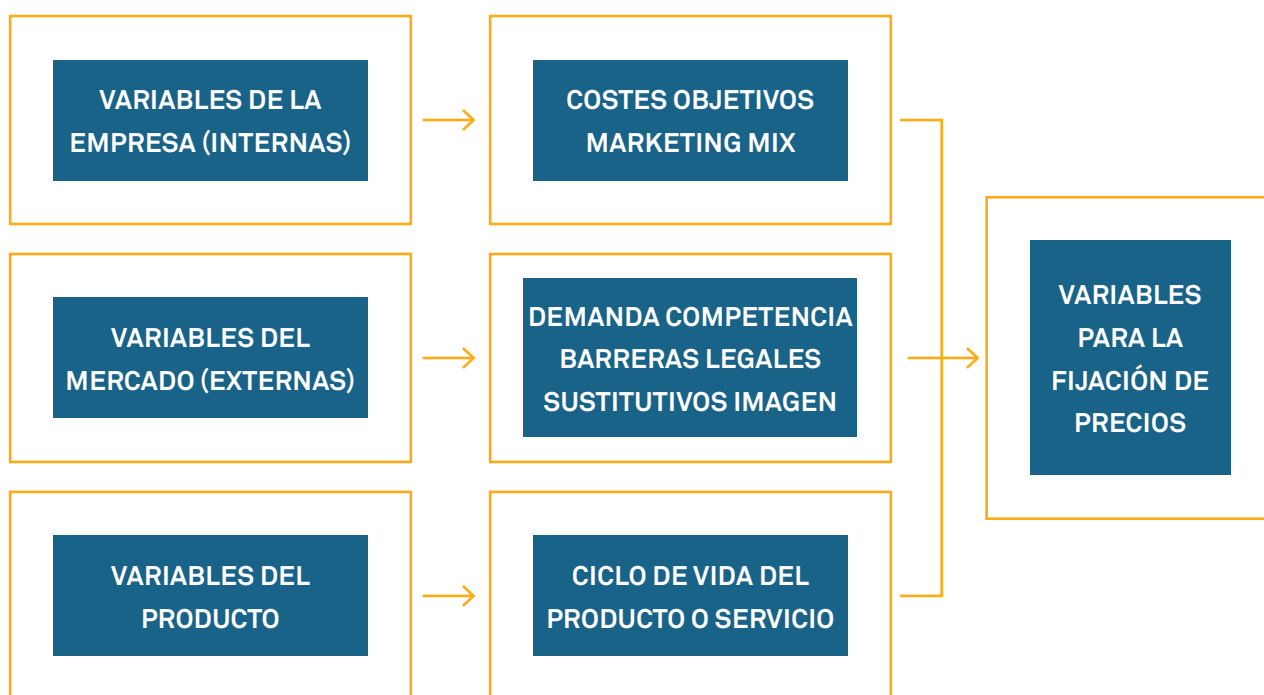 VARIABLES DE LA
EMPRESA (INTERNAS)
COSTES OBJETIVOS
MARKETING MIX
VARIABLES DEL
MERCADO (EXTERNAS)
DEMANDA COMPETENCIA
BARRERAS LEGALES
SUSTITUTIVOS IMAGEN
VARIABLES DEL
PRODUCTO
CICLO DE VIDA DEL
PRODUCTO O SERVICIO
VARIABLES
PARA LA
FIJACIÓN DE
PRECIOS